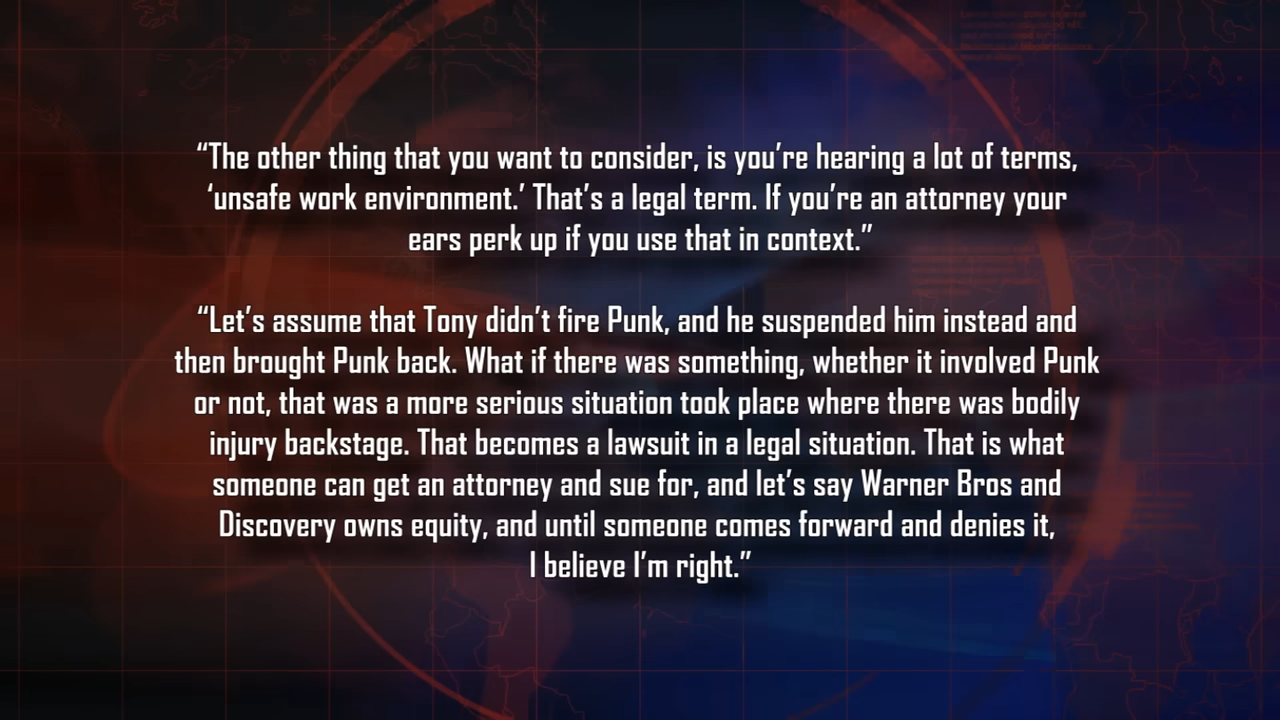 “The other thing that you want to consider, is you’re hearing a lot of terms,
‘unsafe work environment.’ That’s a legal term. If you’re an attorney your
ears perk up if you use that in context.”
“Let’s assume that Tony didn’t fire Punk, and he suspended him instead and
then brought Punk back. What if there was something, whether it involved Punk
or not, that was a more serious situation took place where there was bodily
injury backstage. That becomes a lawsuit in a legal situation. That is what
someone can get an attorney and sue for, and let’s say Warner Bros and
Discovery owns equity, and until someone comes forward and denies it,
I believe I’m right.”